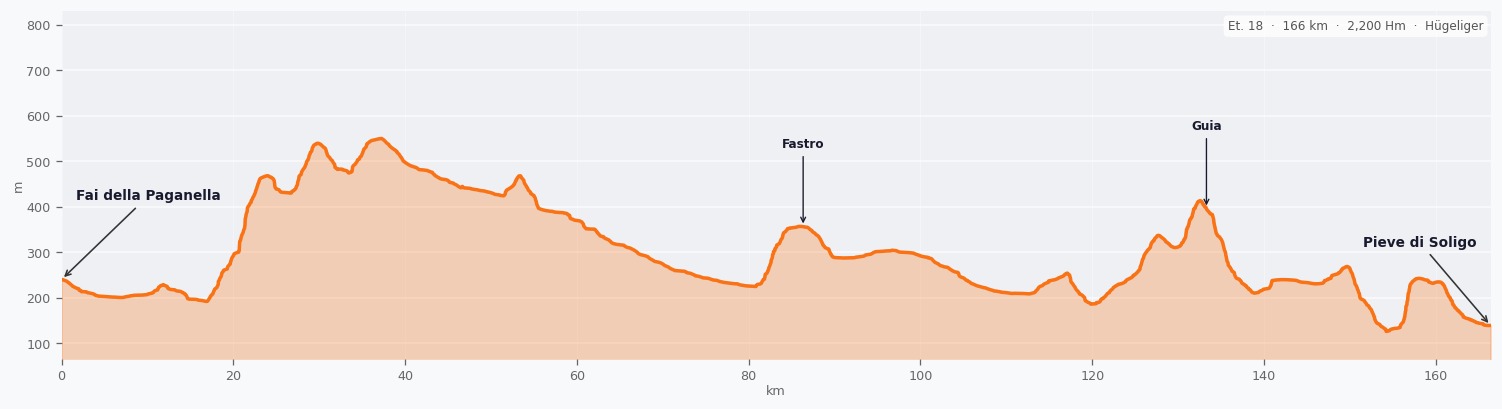 Et. 18 · 166 km · 2,200 Hm · Hügeliger
800
700
600
500
400
300
200
100
m
Fai della Paganella
Fastro
Guia
Pieve di Soligo
0 20 40 60 80 100 120 140 160
km